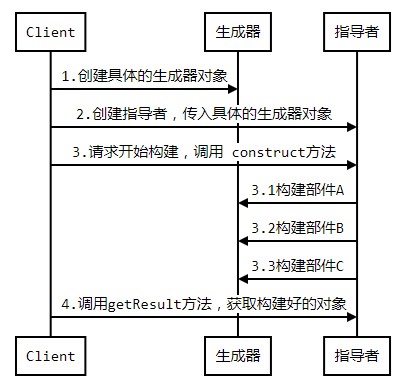 Client
生成器
指导者
1.创建具体的生成器对象
2.创建指导者，传入具体的生成器对象
3.请求开始构建，调用 construct方法
3.1构建部件A
3.2构建部件B
3.3构建部件C
4.调用getResult方法，获取构建好的对象
Client
生成器
指导者